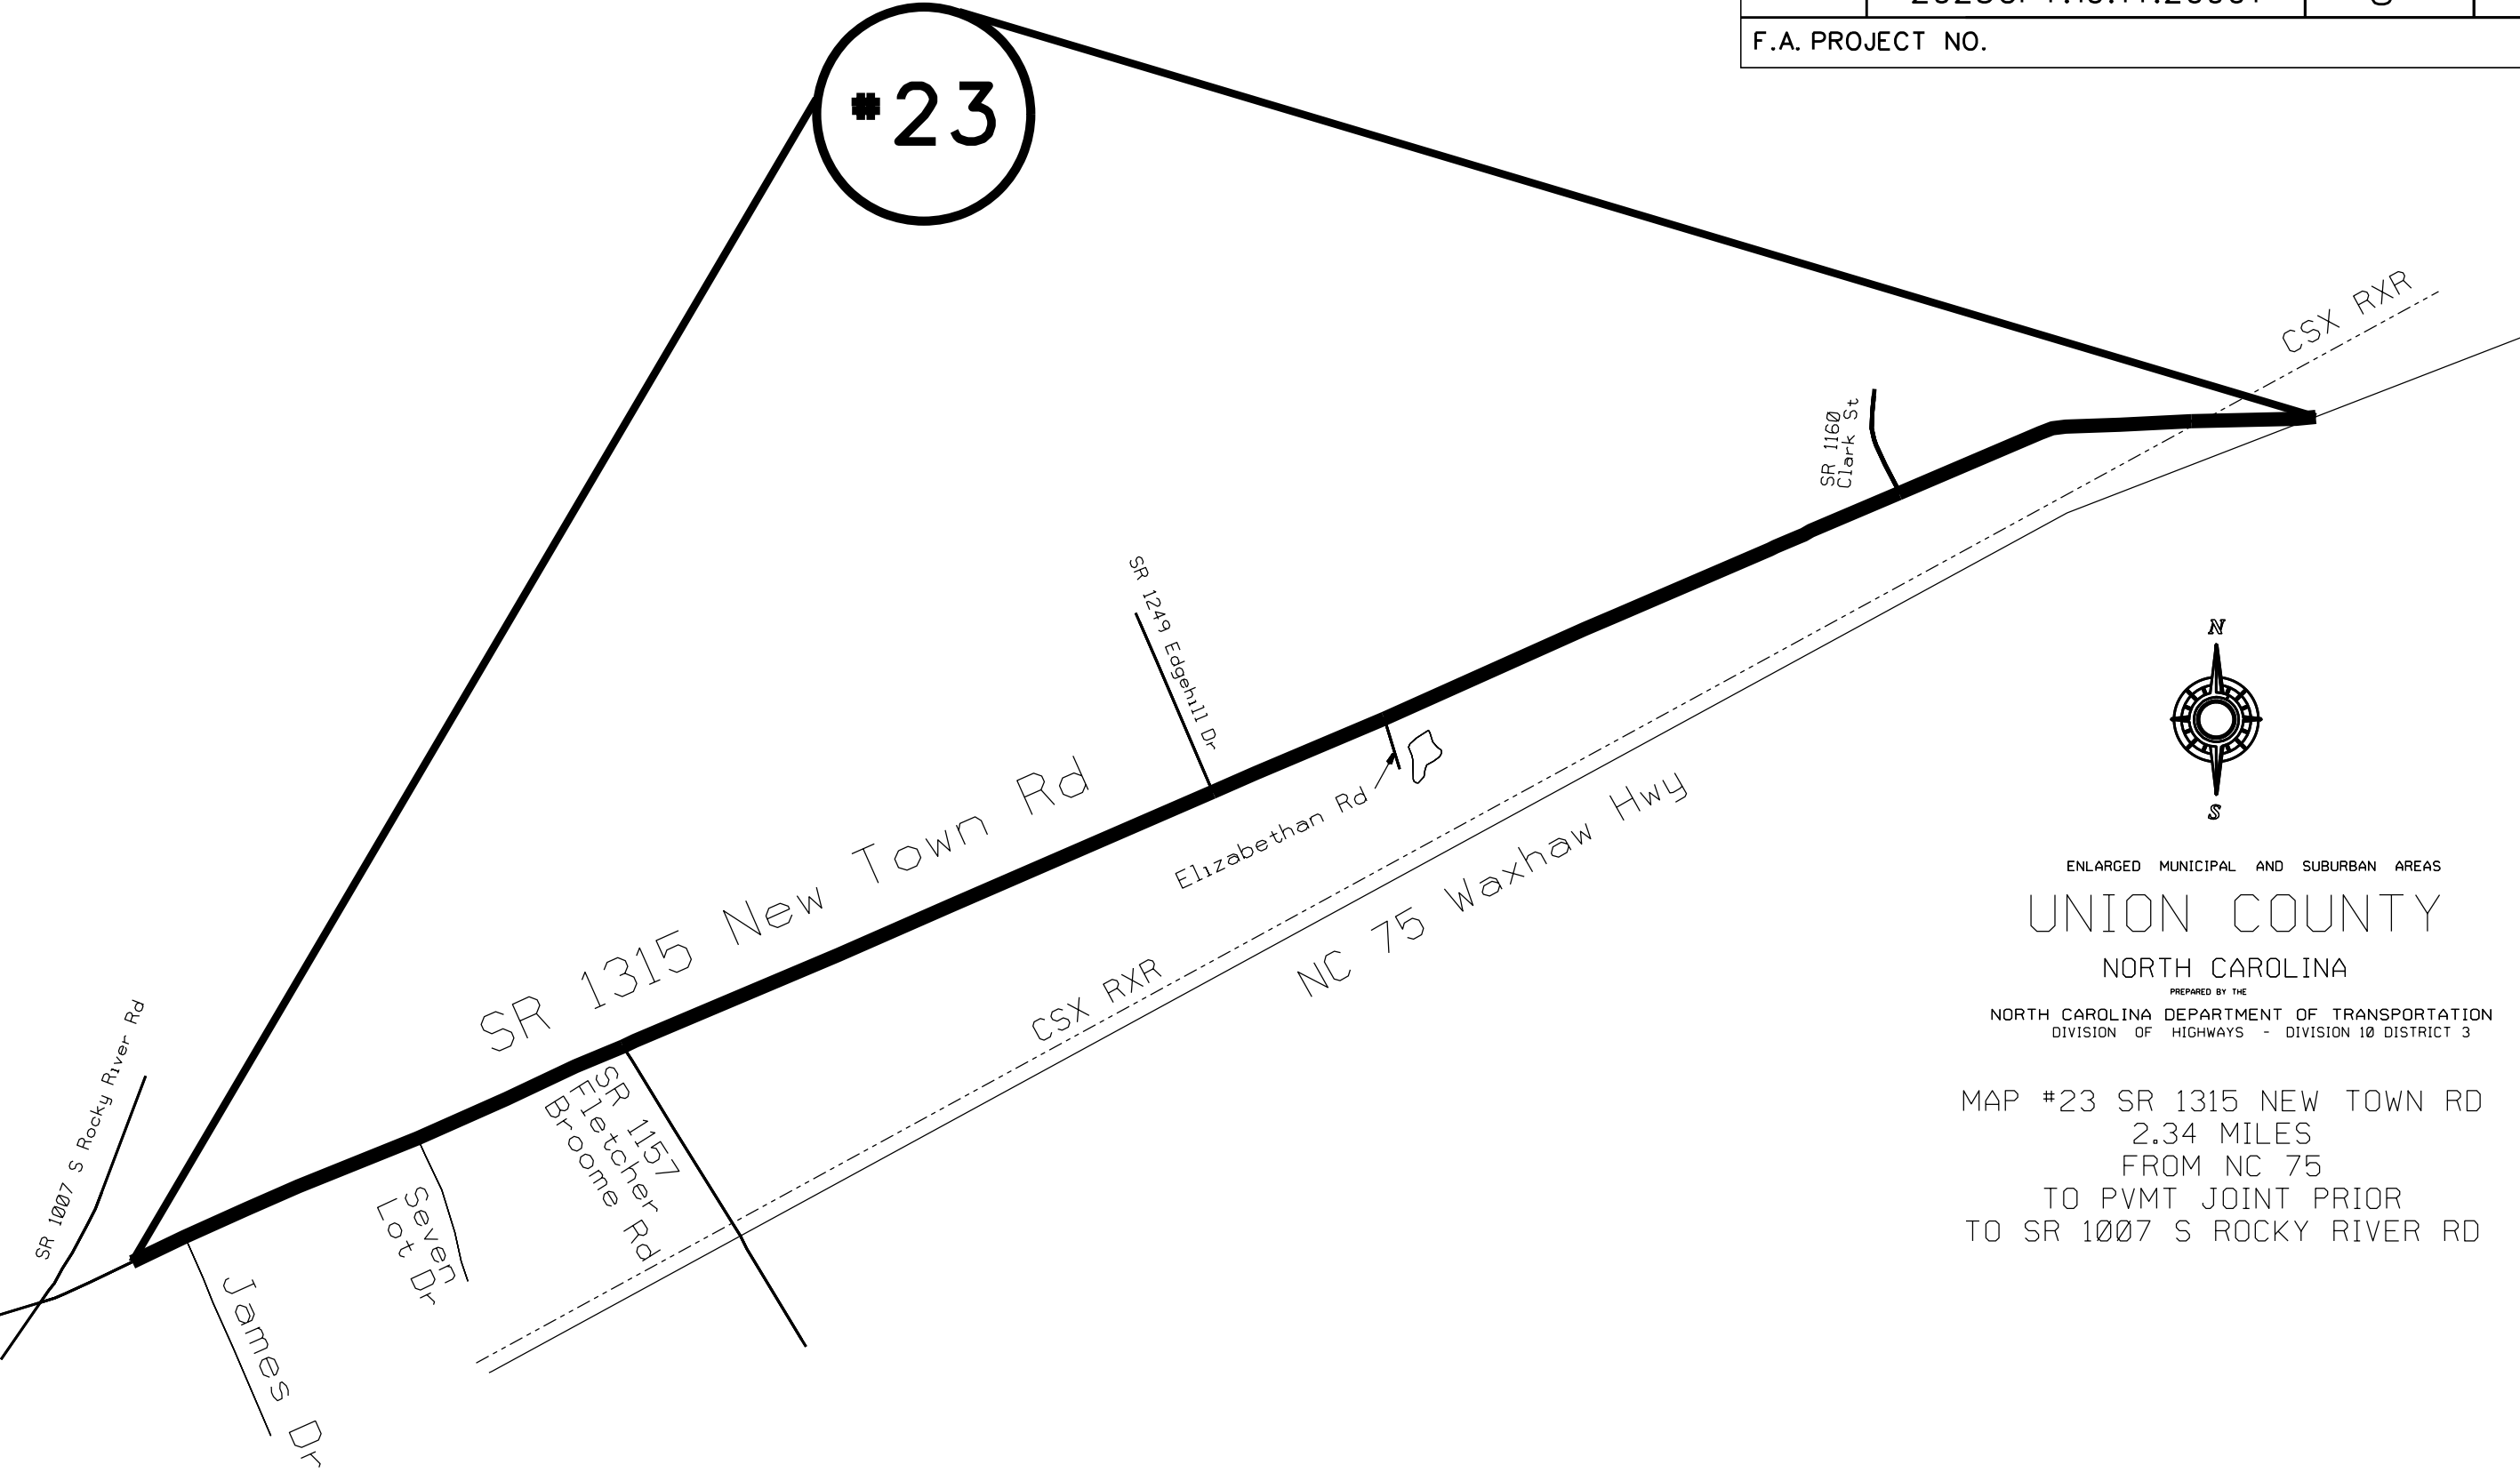 F.A. PROJECT NO.
#23
CSX RXR
SR 1160
Clark St
SR 1249 Edgehill Dr
N
S
SR 1315 New Town Rd
Elizabethan Rd
NC 75 Waxhaw Hwy
CSX RXR
SR 1007 S Rocky River Rd
SR 1157
Fletcher
Broome Rd
Seven
Lot Dr
James Dr
ENLARGED MUNICIPAL AND SUBURBAN AREAS
UNION COUNTY
NORTH CAROLINA
PREPARED BY THE
NORTH CAROLINA DEPARTMENT OF TRANSPORTATION
DIVISION OF HIGHWAYS - DIVISION 10 DISTRICT 3
MAP #23 SR 1315 NEW TOWN RD
2.34 MILES
FROM NC 75
TO PVMT JOINT PRIOR
TO SR 1007 S ROCKY RIVER RD